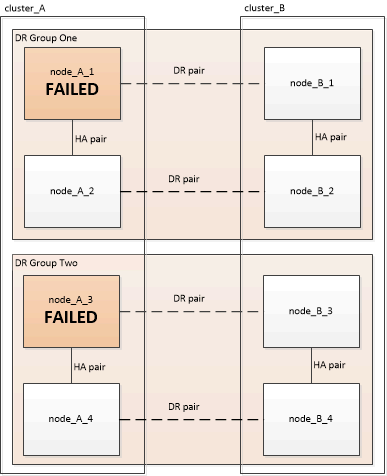 cluster_A
cluster_B
DR Group One
node_A_1
FAILED
DR pair
node_B_1
HA pair
HA pair
node_A_2
DR pair
node_B_2
DR Group Two
node_A_3
FAILED
DR pair
node_B_3
HA pair
HA pair
node_A_4
DR pair
node_B_4